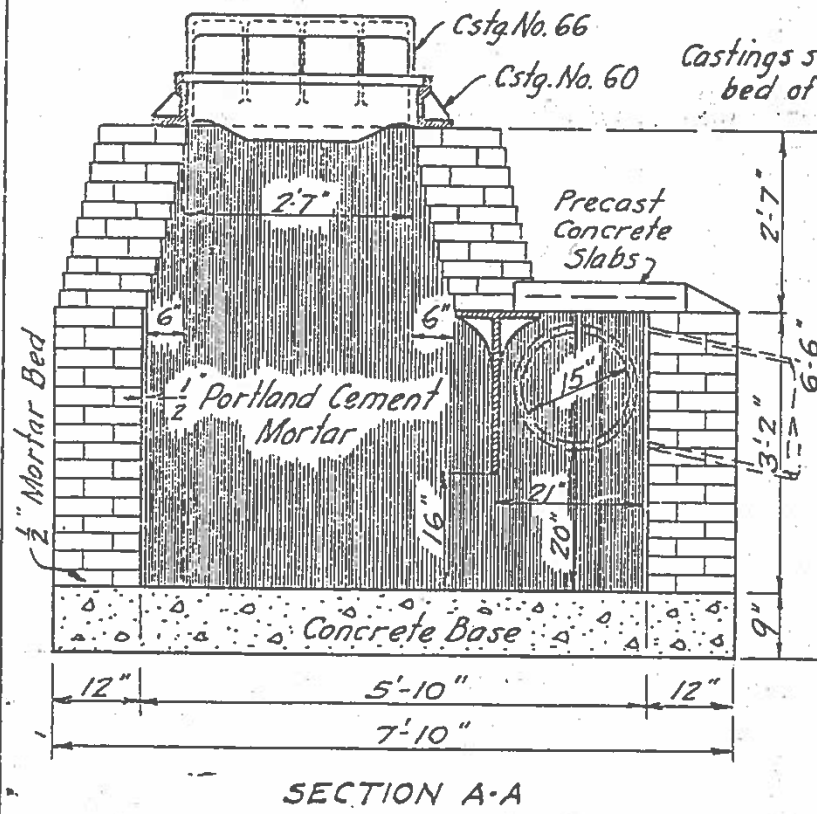 Cstg. No. 66
Cstg. No. 60
Castings s
bed of
2'-7"
Precast
Concrete
Slabs
2'-7"
6
6"
6'-6"
1/2" Mortar Bed
1/2" Portland Cement
Mortar
15"
3'-2"
16"
21"
20"
Concrete Base
9"
12"
5'-10"
12"
7'-10"
SECTION A-A